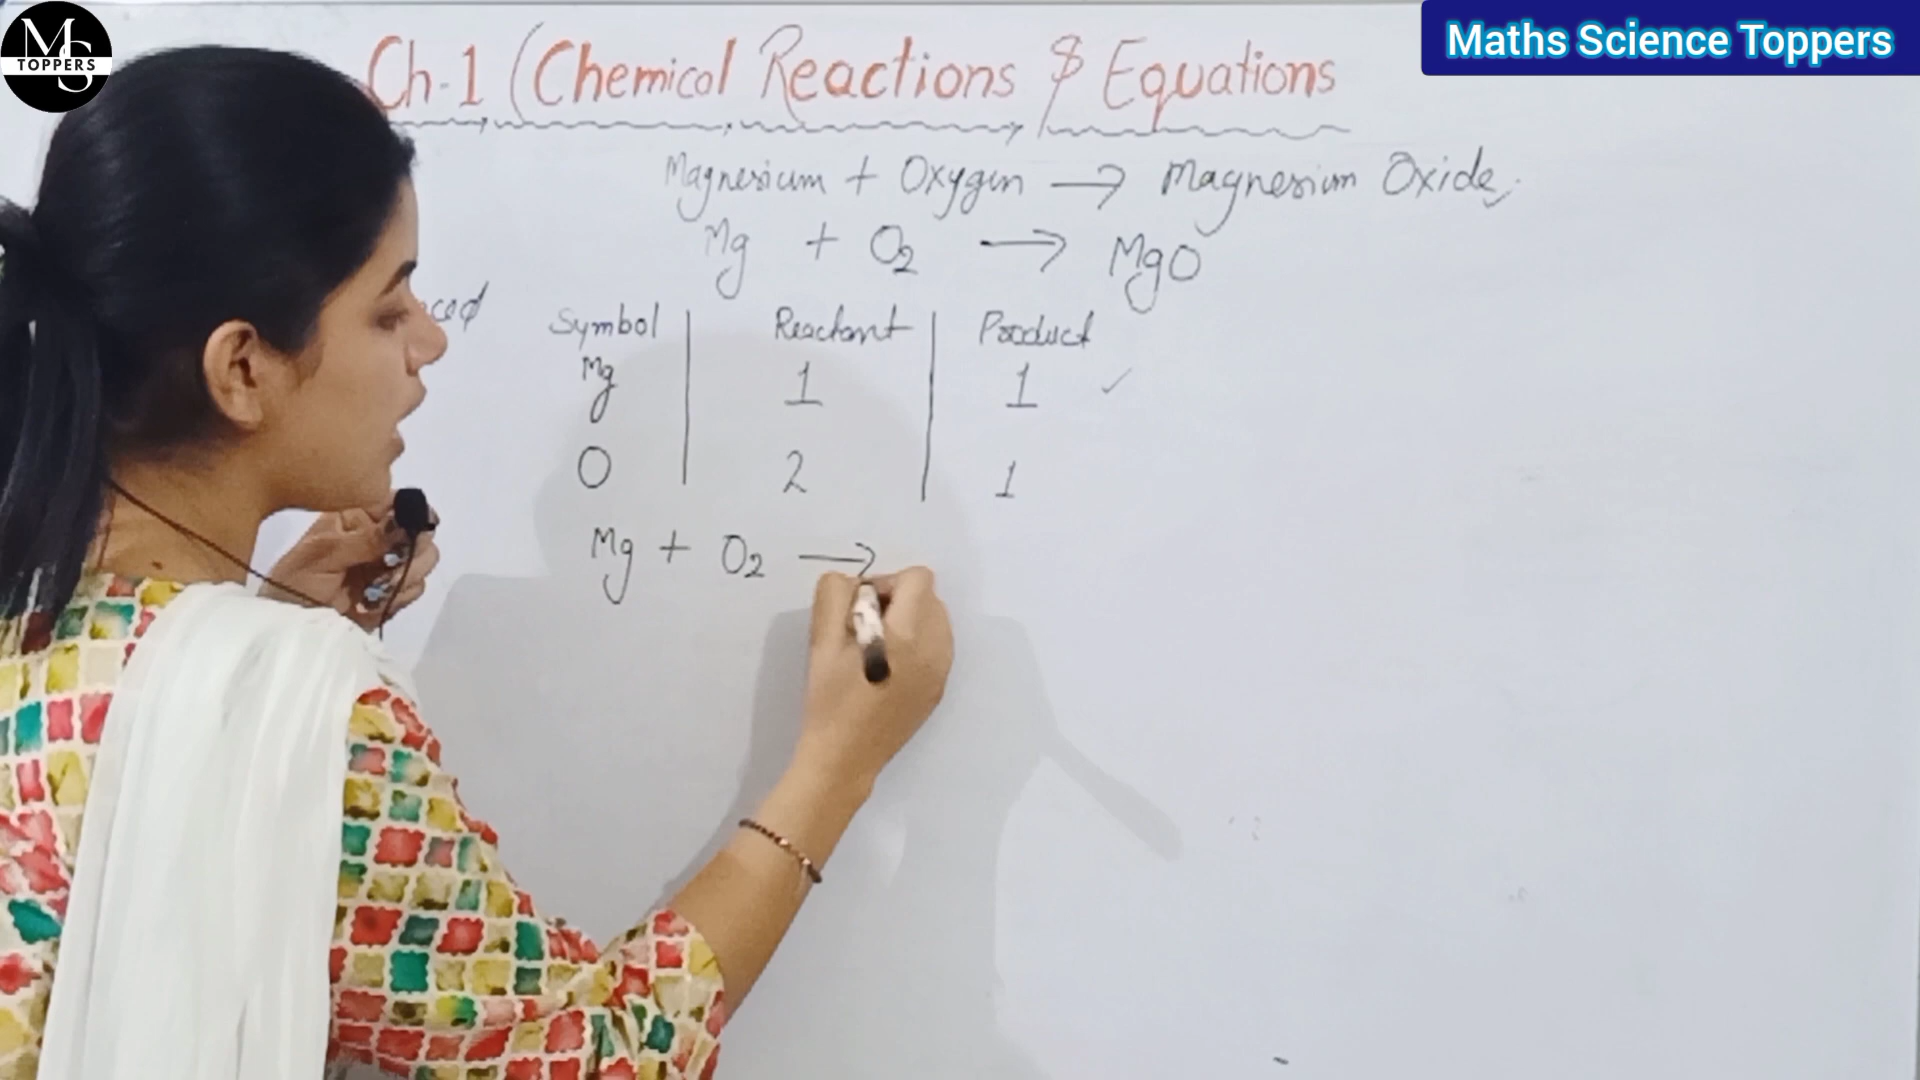 MS
TOPPERS
Maths Science Toppers
Ch-1 (Chemical Reactions & Equations
Magnesium + Oxygen → Magnesium Oxide
Mg + O₂ → MgO
Symbol Reactant Product
Mg 1 1 ✓
O 2 1
Mg + O₂ →